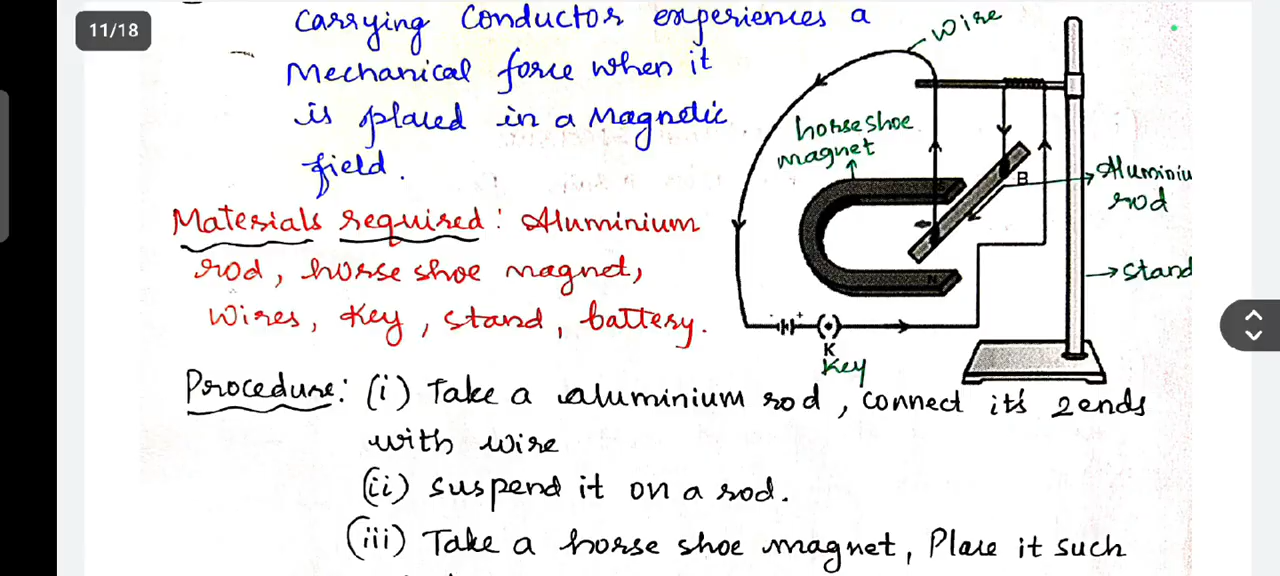 11/18
Carrying Conductor experiences a
Mechanical force when it
is placed in a Magnetic
field.
wire
horse shoe
magnet
B
Aluminiu
rod
Stand
K
Key
Materials required: Aluminium
rod, horse shoe magnet,
wires, Key, stand, battery.
Procedure: (i) Take a aluminium rod, connect it's 2 ends
with wire
(ii) suspend it on a rod.
(iii) Take a horse shoe magnet, Place it such